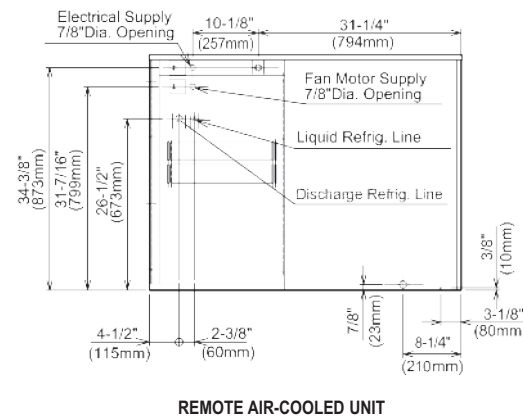 Electrical Supply
7/8"Dia. Opening
10-1/8"
(257mm)
31-1/4"
(794mm)
Fan Motor Supply
7/8"Dia. Opening
Liquid Refrig. Line
Discharge Refrig. Line
34-3/8"
(873mm)
31-7/16"
(799mm)
26-1/2"
(673mm)
3/8"
(10mm)
7/8"
(23mm)
3-1/8"
(80mm)
4-1/2"
(115mm)
2-3/8"
(60mm)
8-1/4"
(210mm)
REMOTE AIR-COOLED UNIT